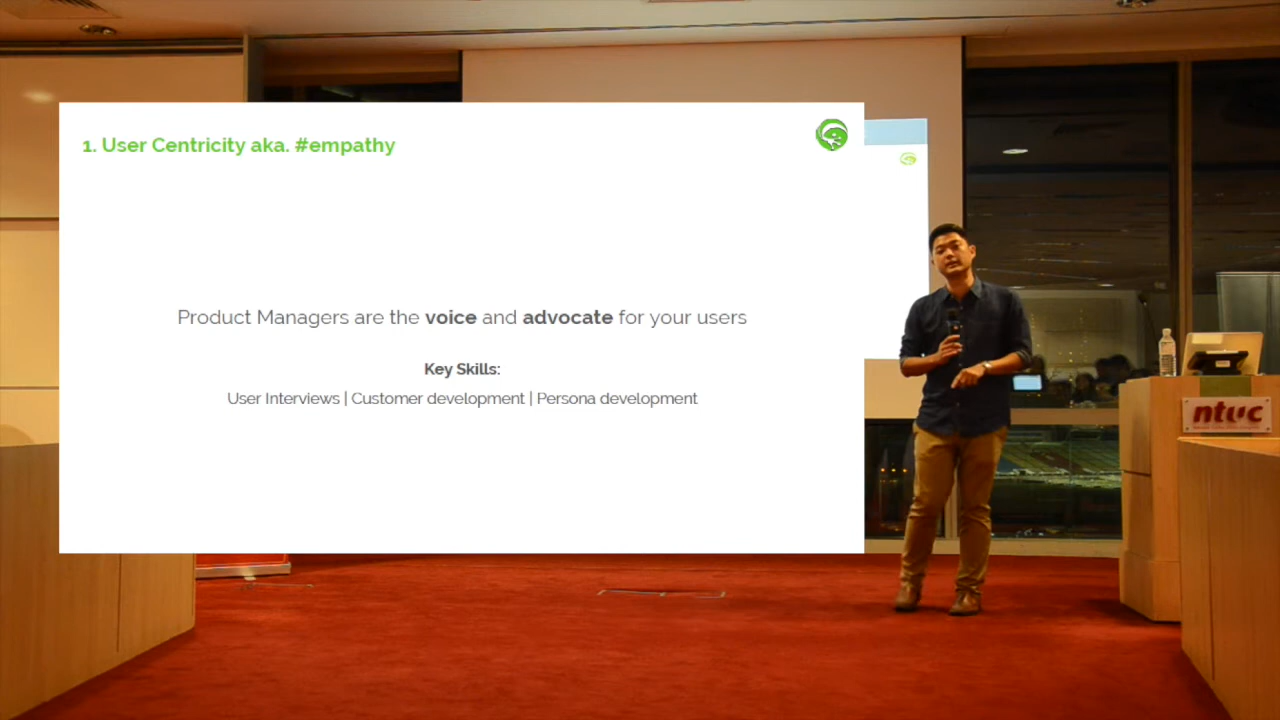 1. User Centricity aka. #empathy
Product Managers are the voice and advocate for your users
Key Skills:
User Interviews | Customer development | Persona development
ntuc